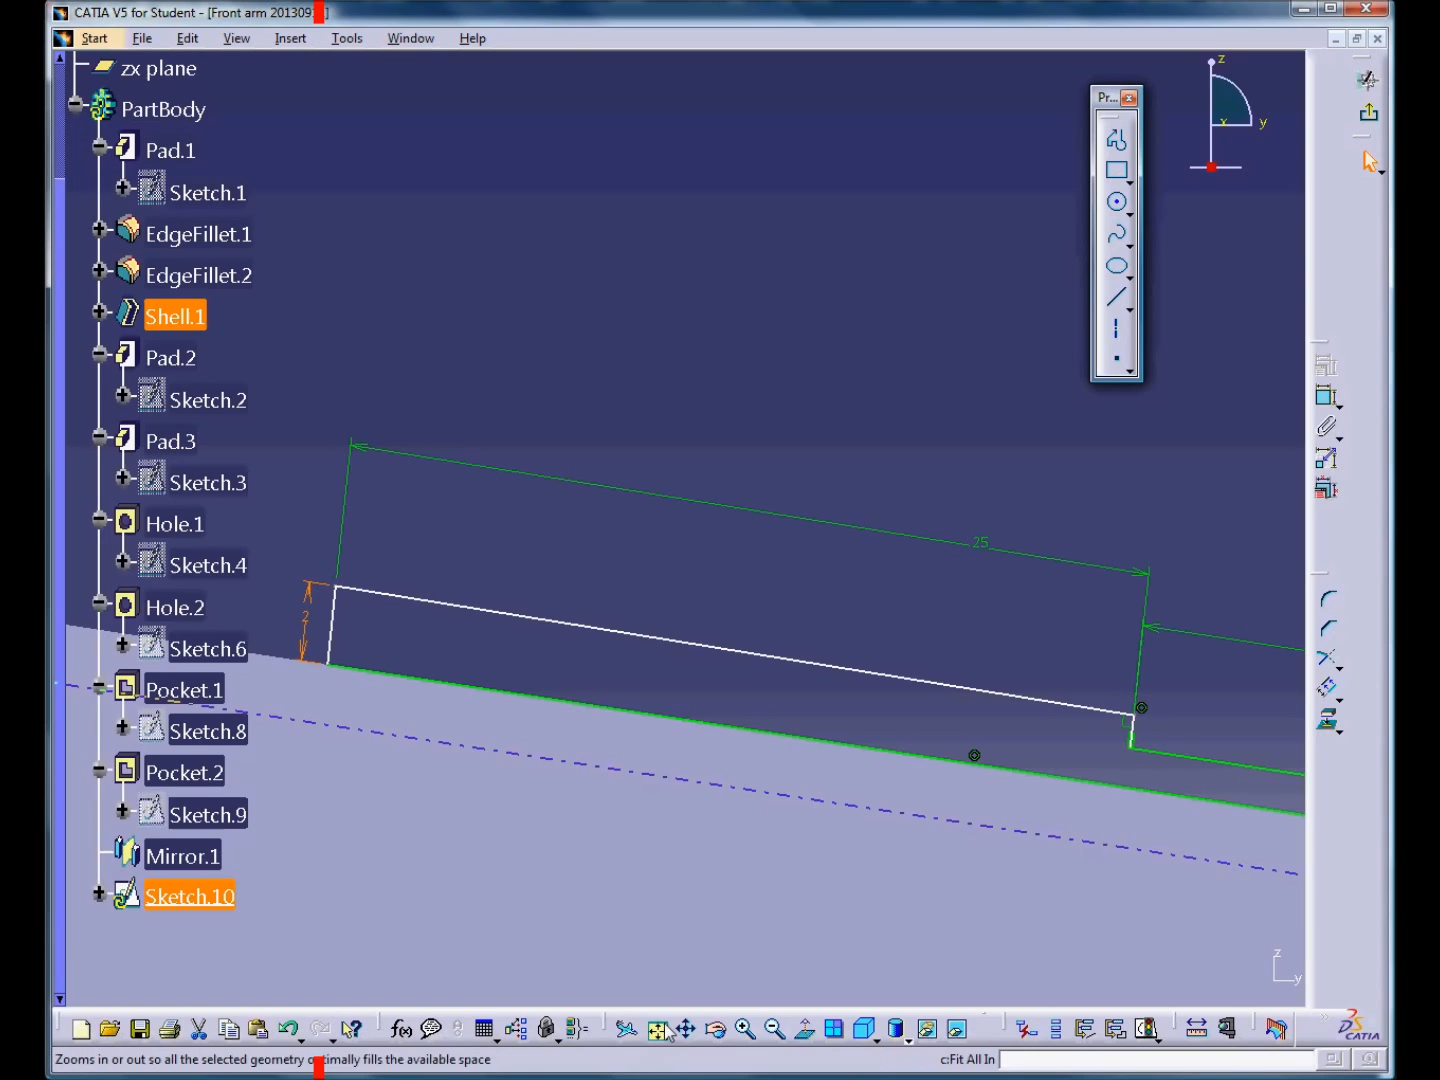 CATIA V5 for Student - [Front arm 201309
Start File Edit View Insert Tools Window Help
zx plane
PartBody
Pad.1
Sketch.1
EdgeFillet.1
EdgeFillet.2
Shell.1
Pad.2
Sketch.2
Pad.3
Sketch.3
Hole.1
Sketch.4
Hole.2
Sketch.6
Pocket.1
Sketch.8
Pocket.2
Sketch.9
Mirror.1
Sketch.10
Pr...
z
x
y
25
2
z
y
CATIA
Zooms in or out so all the selected geometry optimally fills the available space
c:Fit All In